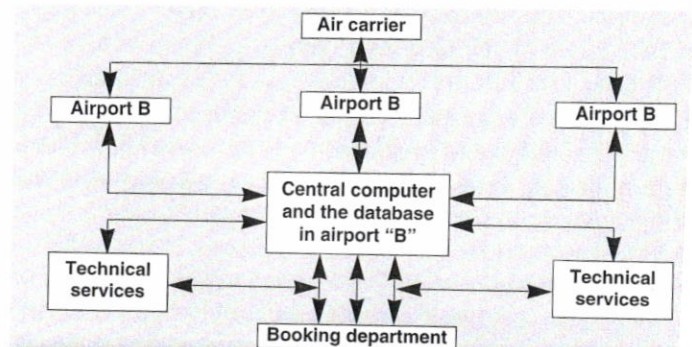 Air carrier
Airport B
Airport B
Airport B
Central computer
and the database
in airport “B”
Technical
services
Technical
services
Booking department